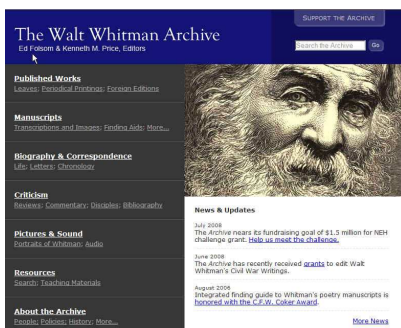 The Walt Whitman Archive
Ed Folsom & Kenneth M. Price, Editors
SUPPORT THE ARCHIVE
Search the Archive Go
Published Works
Leaves; Periodical Printings; Foreign Editions
Manuscripts
Transcriptions and Images; Finding Aids; More...
Biography & Correspondence
Life; Letters; Chronology
Criticism
Reviews; Commentary; Disciples; Bibliography
Pictures & Sound
Portraits of Whitman; Audio
Resources
Search; Teaching Materials
About the Archive
People; Policies; History; More...
News & Updates
July 2008
The Archive nears its fundraising goal of $1.5 million for NEH
challenge grant. Help us meet the challenge.
June 2008
The Archive has recently received grants to edit Walt
Whitman's Civil War Writings.
August 2006
Integrated finding guide to Whitman's poetry manuscripts is
honored with the C.F.W. Coker Award.
More News